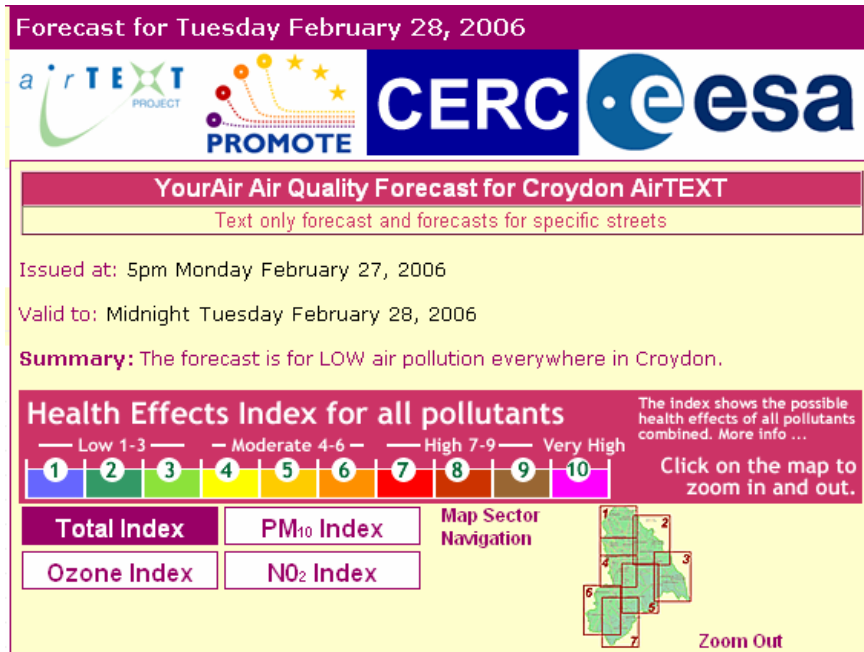 Forecast for Tuesday February 28, 2006
airTEXT
PROJECT
PROMOTE
CERC
eesa
YourAir Air Quality Forecast for Croydon AirTEXT
Text only forecast and forecasts for specific streets
Issued at: 5pm Monday February 27, 2006
Valid to: Midnight Tuesday February 28, 2006
Summary: The forecast is for LOW air pollution everywhere in Croydon.
Health Effects Index for all pollutants
Low 1-3 Moderate 4-6 High 7-9 Very High
1 2 3 4 5 6 7 8 9 10
The index shows the possible
health effects of all pollutants
combined. More info ...
Click on the map to
zoom in and out.
Total Index
PM10 Index
Ozone Index
N02 Index
Map Sector
Navigation
1
2
3
4
5
6
7
Zoom Out